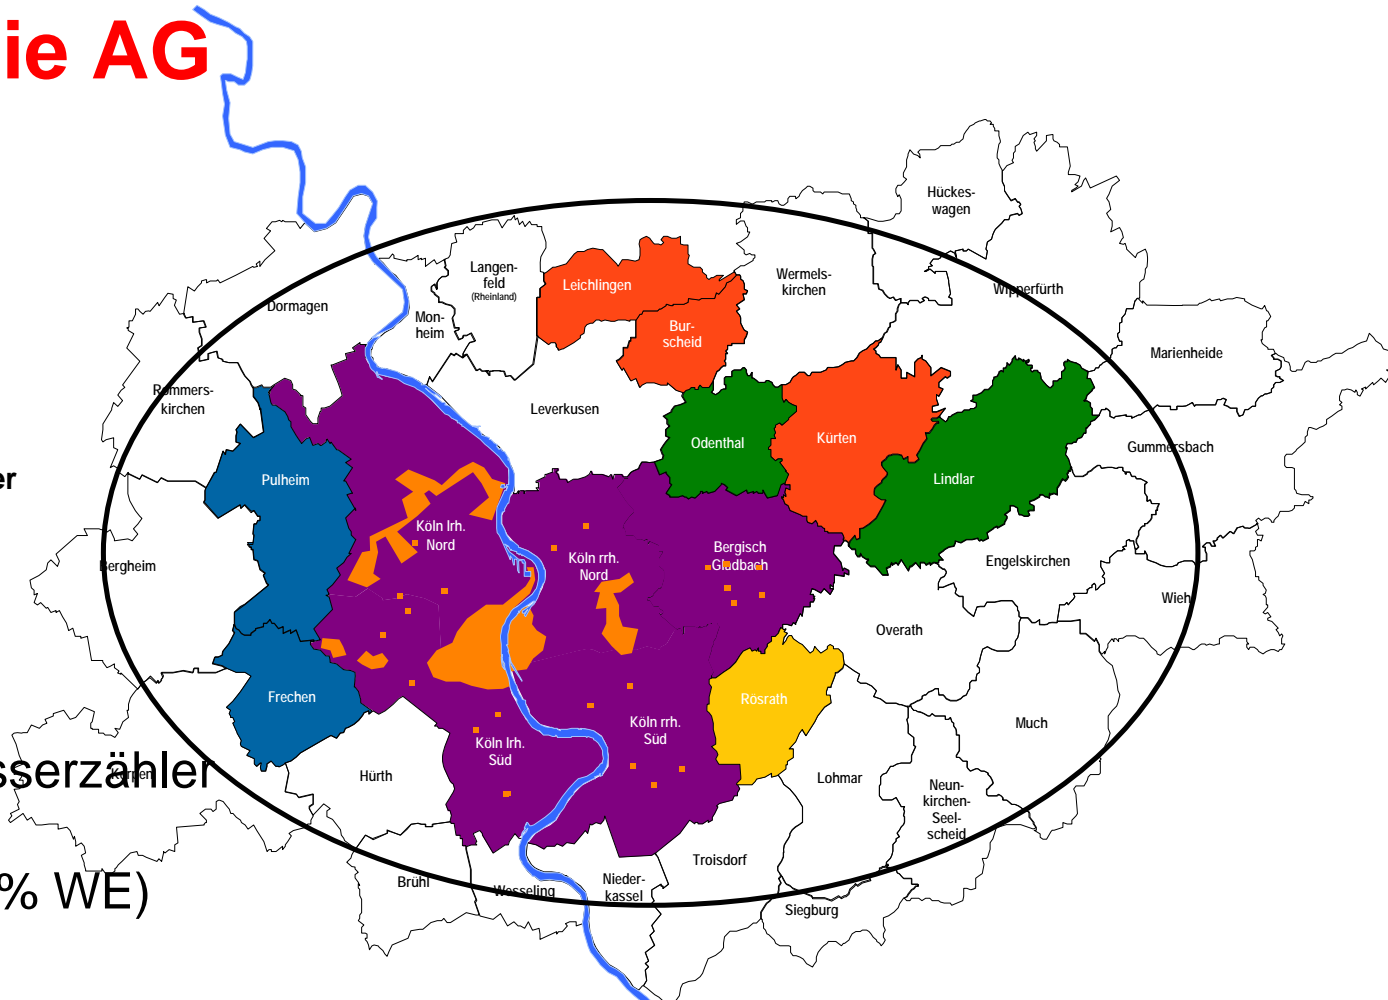 ie AG
Hückes-
wagen
Langen-
feld
(Rheinland)
Leichlingen
Wermels-
kirchen
Wipperfürth
Dormagen
Mon-
heim
Bur-
scheid
Marienheide
Rommers-
kirchen
Leverkusen
Odenthal
Kürten
Gummersbach
er
Pulheim
Lindlar
Köln lrh.
Nord
Köln rrh.
Nord
Bergisch
Gladbach
Engelskirchen
Bergheim
Wiehl
Overath
Frechen
Rösrath
Köln rrh.
Süd
Much
Köln lrh.
Süd
Kerpen
sserzähler
Hürth
Lohmar
Neun-
kirchen-
Seel-
scheid
Troisdorf
% WE)
Brühl
Wesseling
Nieder-
kassel
Siegburg